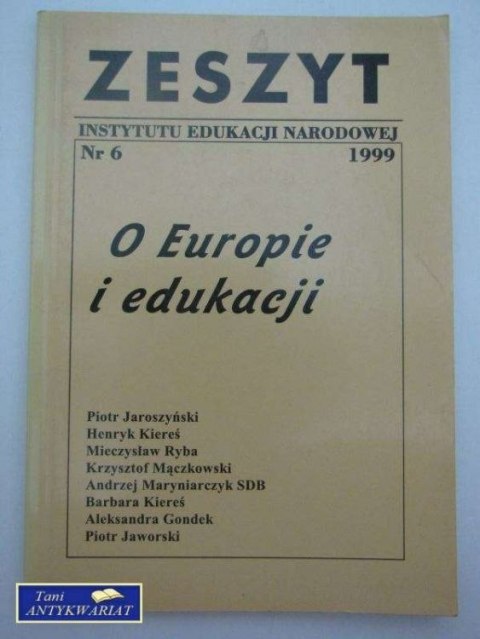 ZESZYT
INSTYTUTU EDUKACJI NARODOWEJ
Nr 6 1999
O Europie
i edukacji
Piotr Jaroszyński
Henryk Kiereś
Mieczysław Ryba
Krzysztof Mączkowski
Andrzej Maryniarczyk SDB
Barbara Kiereś
Aleksandra Gondek
Piotr Jaworski
Tani
ANTYKWARIAT